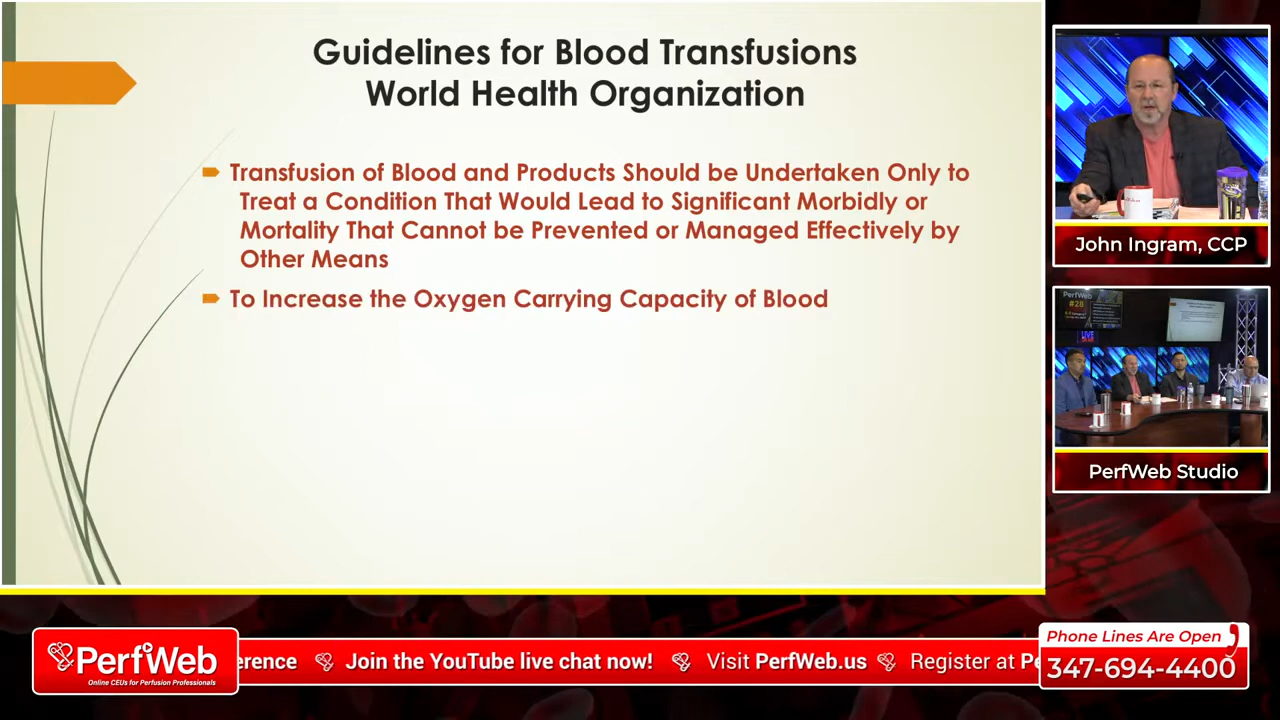 Guidelines for Blood Transfusions
World Health Organization
Transfusion of Blood and Products Should be Undertaken Only to
Treat a Condition That Would Lead to Significant Morbidly or
Mortality That Cannot be Prevented or Managed Effectively by
Other Means
To Increase the Oxygen Carrying Capacity of Blood
John Ingram, CCP
PerfWeb
#28
LIVE
PerfWeb Studio
PerfWeb
Online CEUs for Perfusion Professionals
erence Join the YouTube live chat now! Visit PerfWeb.us Register at Pe
Phone Lines Are Open
347-694-4400